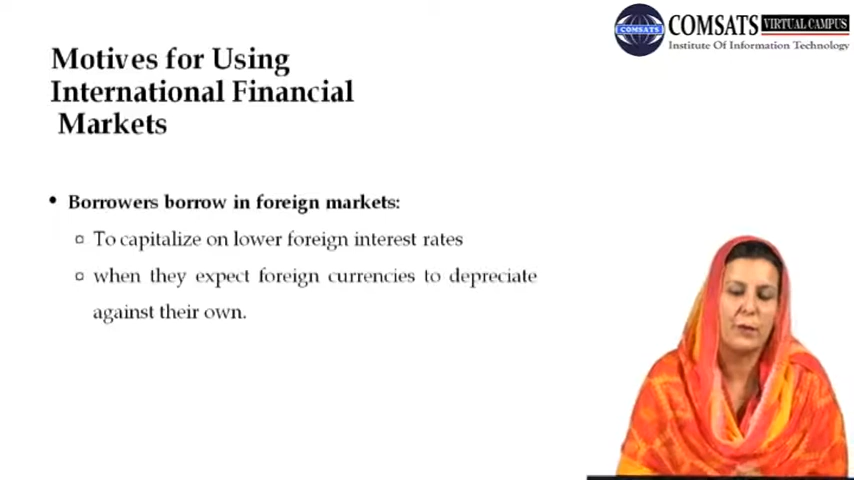 COMSATS VIRTUAL CAMPUS
COMSATS
Institute Of Information Technology
Motives for Using
International Financial
Markets
• Borrowers borrow in foreign markets:
▫ To capitalize on lower foreign interest rates
▫ when they expect foreign currencies to depreciate
against their own.